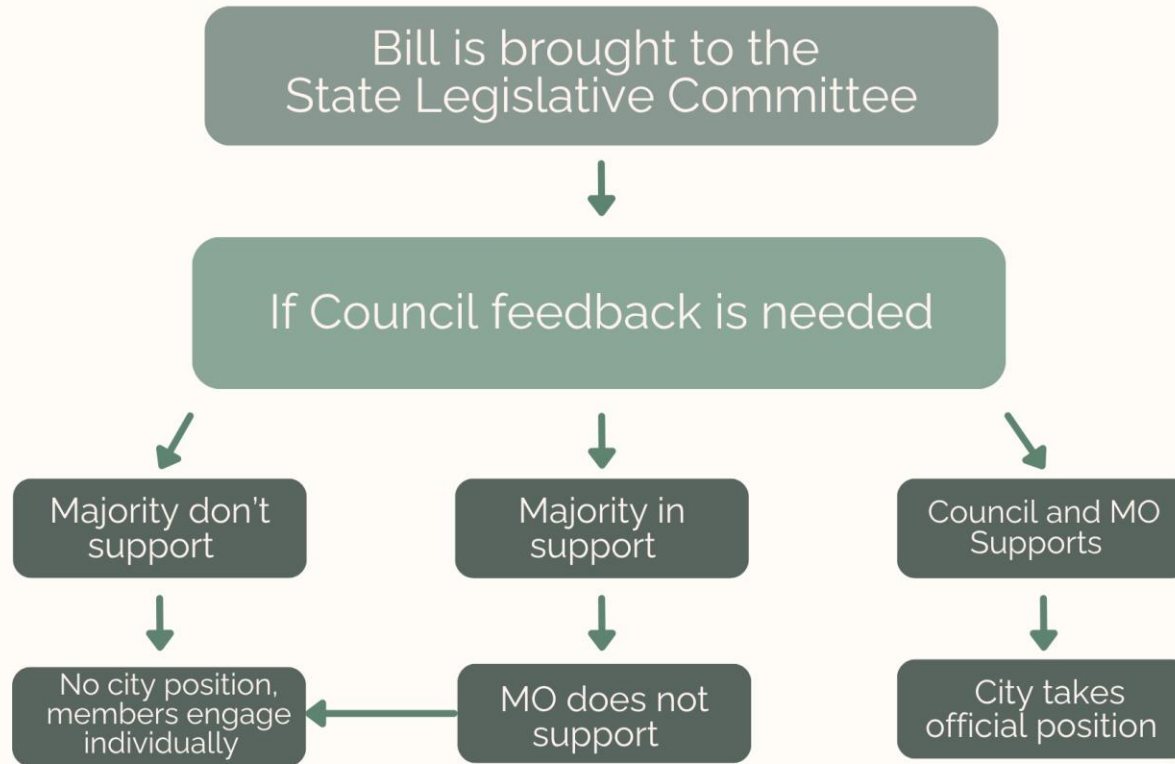 Bill is brought to the
State Legislative Committee
If Council feedback is needed
Majority don't
support
Majority in
support
Council and MO
Supports
No city position,
members engage
individually
MO does not
support
City takes
official position